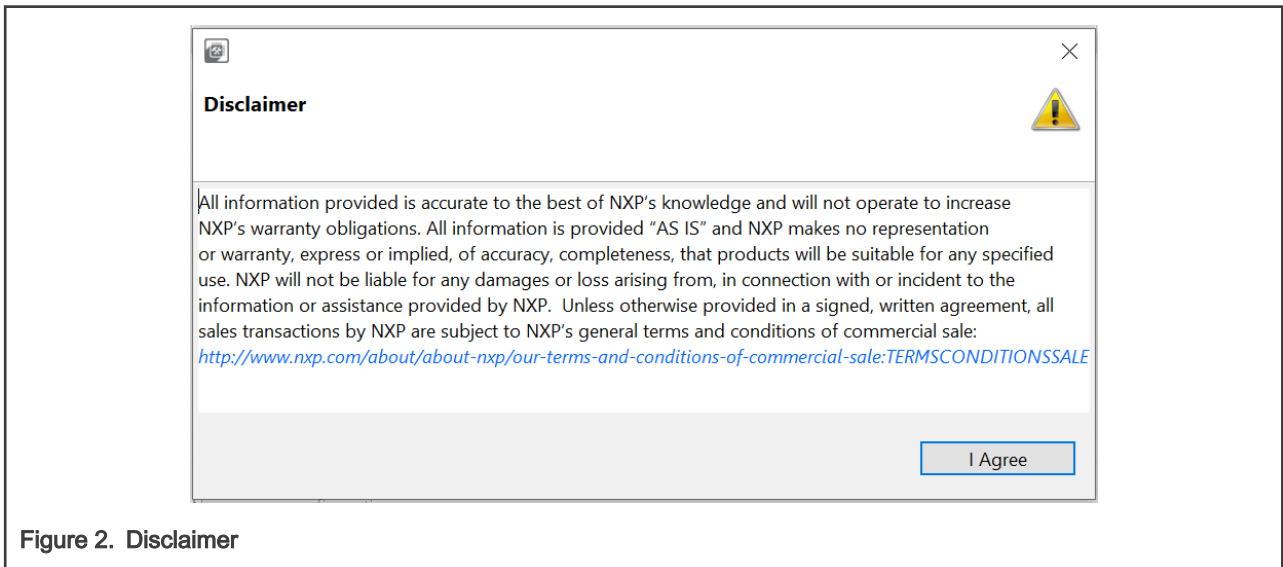 Disclaimer
All information provided is accurate to the best of NXP’s knowledge and will not operate to increase
NXP’s warranty obligations. All information is provided “AS IS” and NXP makes no representation
or warranty, express or implied, of accuracy, completeness, that products will be suitable for any specified
use. NXP will not be liable for any damages or loss arising from, in connection with or incident to the
information or assistance provided by NXP.  Unless otherwise provided in a signed, written agreement, all
sales transactions by NXP are subject to NXP’s general terms and conditions of commercial sale:
http://www.nxp.com/about/about-nxp/our-terms-and-conditions-of-commercial-sale:TERMSCONDITIONSSALE
I Agree
Figure 2. Disclaimer